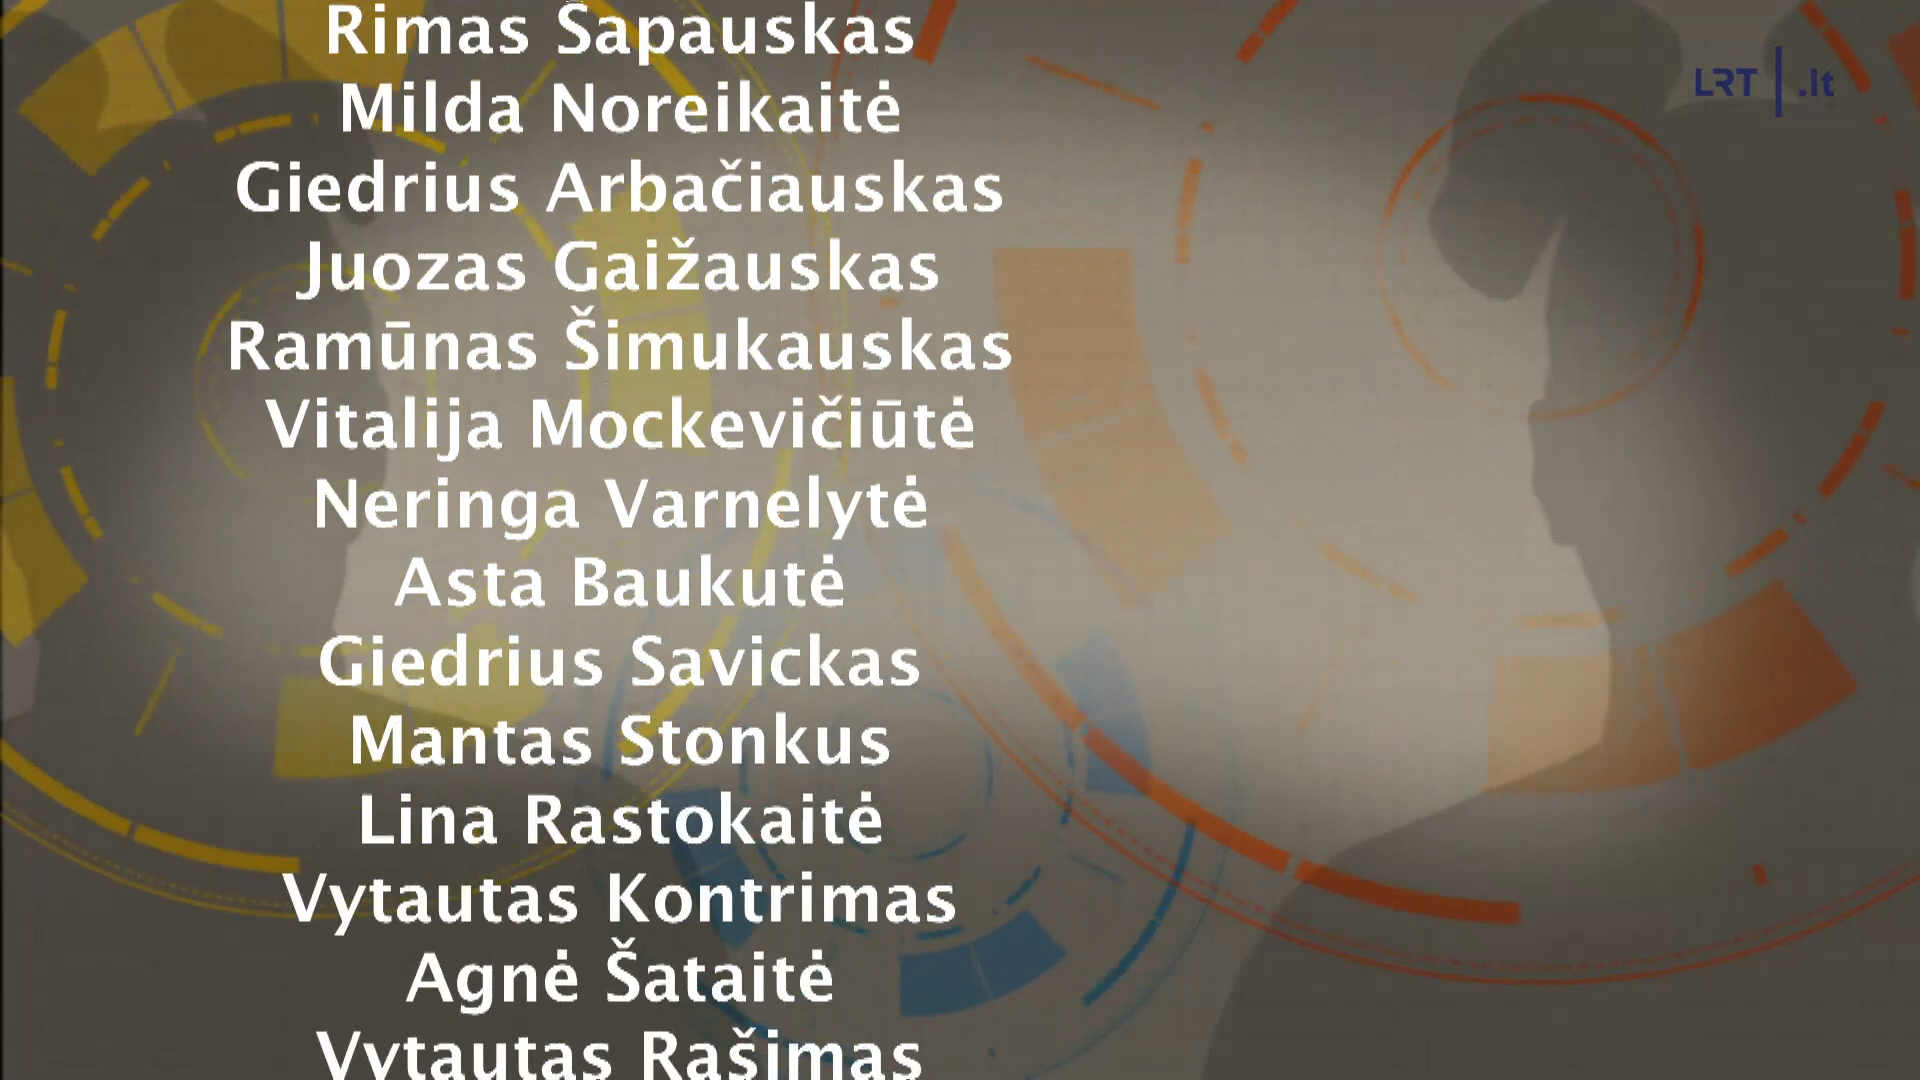 Rimas Šapauskas
LRT .lt
Milda Noreikaitė
Giedrius Arbačiauskas
Juozas Gaižauskas
Ramūnas Šimukauskas
Vitalija Mockevičiūtė
Neringa Varnelytė
Asta Baukutė
Giedrius Savickas
Mantas Stonkus
Lina Rastokaitė
Vytautas Kontrimas
Agnė Šataitė
Vytautas Rašimas